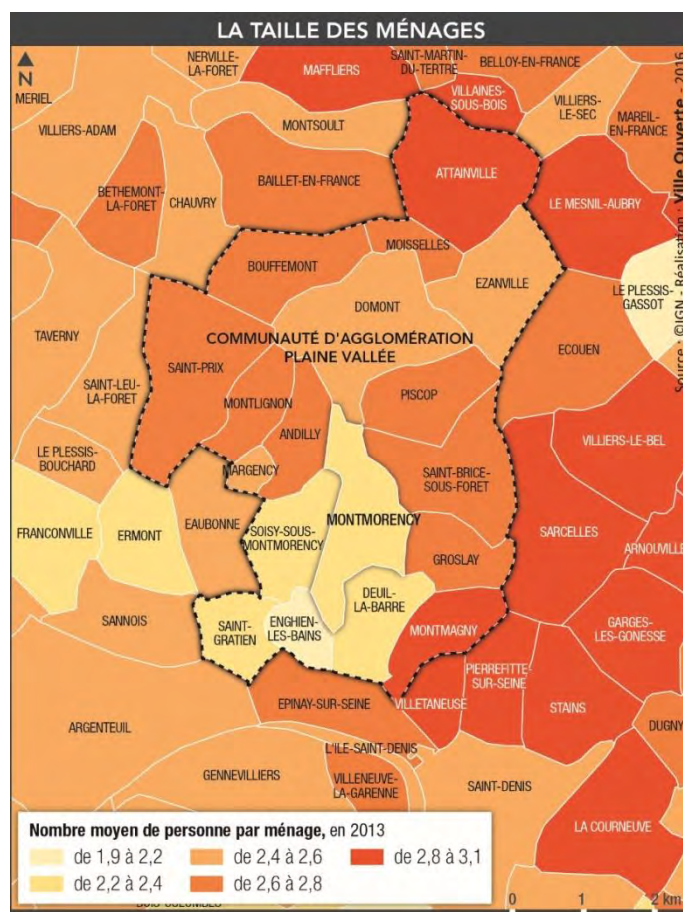 LA TAILLE DES MÉNAGES
N
MERIEL
NERVILLE-
LA-FORET
MAFFLIERS
SAINT-MARTIN-
DU-TERTRE
BELLOY-EN-FRANCE
VILLAINES-
SOUS-BOIS
VILLIERS-
LE-SEC
MAREIL-
EN-FRANCE
VILLIERS-ADAM
MONTSOULT
BETHEMONT-
LA-FORET
CHAUVRY
BAILLET-EN-FRANCE
ATTAINVILLE
LE MESNIL-AUBRY
MOISSELLES
BOUFFEMONT
EZANVILLE
LE PLESSIS-
GASSOT
DOMONT
TAVERNY
COMMUNAUTÉ D'AGGLOMÉRATION
PLAINE VALLÉE
ECOUEN
SAINT-PRIX
SAINT-LEU-
LA-FORET
MONTLIGNON
PISCOP
ANDILLY
VILLIERS-LE-BEL
LE PLESSIS-
BOUCHARD
MARGENCY
SAINT-BRICE-
SOUS-FORET
FRANCONVILLE
ERMONT
EAUBONNE
SOISY-SOUS-
MONTMORENCY
MONTMORENCY
SARCELLES
ARNOUVILLE
GROSLAY
DEUIL-
LA-BARRE
SANNOIS
SAINT-
GRATIEN
ENGHIEN-
LES-BAINS
MONTMAGNY
GARGES-
LES-GONESSE
PIERREFITTE-
SUR-SEINE
VILLETANEUSE
STAINS
EPINAY-SUR-SEINE
ARGENTEUIL
DUGNY
L'ILE-SAINT-DENIS
GENNEVILLIERS
VILLENEUVE-
LA-GARENNE
SAINT-DENIS
LA COURNEUVE
Nombre moyen de personne par ménage, en 2013
de 1,9 à 2,2
de 2,4 à 2,6
de 2,8 à 3,1
de 2,2 à 2,4
de 2,6 à 2,8
0 1 2 km
Source : ©IGN - Réalisation : Ville Ouverte - 2016